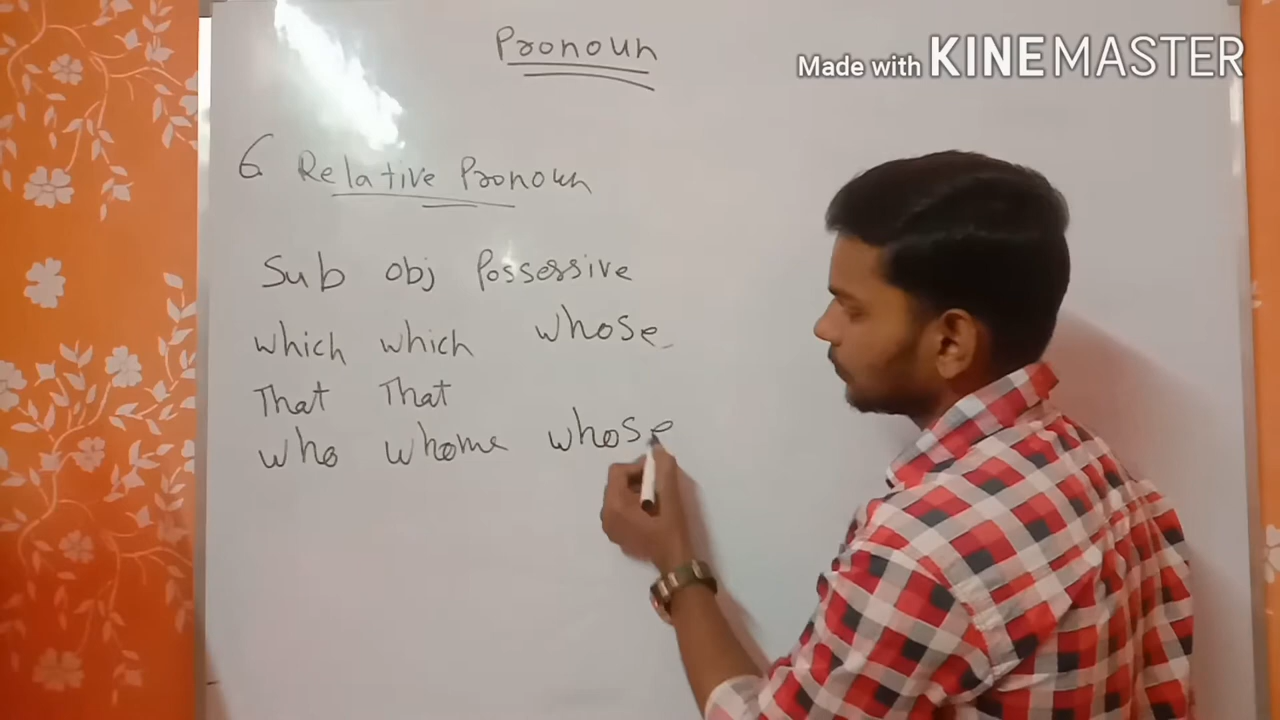 Pronoun
Made with KINEMASTER
6 Relative Pronoun
Sub obj Possessive
which which whose
That That
who whome whose